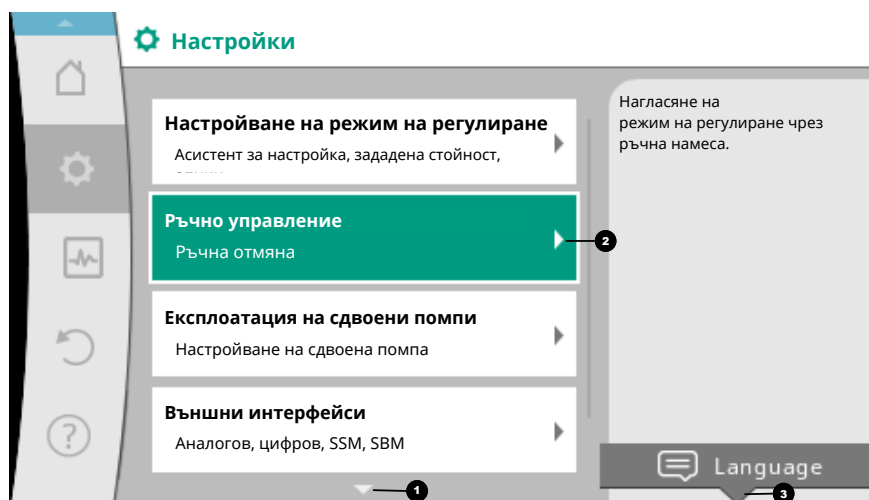 Настройки
Настройване на режим на регулиране
Асистент за настройка, зададена стойност,
Ръчно управление
Ръчна отмяна
2
Експлоатация на сдвоени помпи
Настройване на сдвоена помпа
Външни интерфейси
Аналогов, цифров, SSM, SBM
1
Нагласяне на
режим на регулиране чрез
ръчна намеса.
Language
3
?